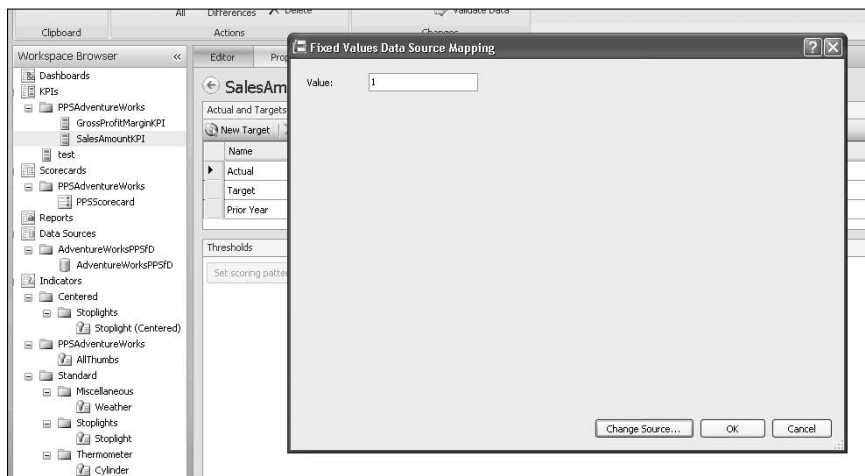 All
Differences
Delete
Validate Data
Clipboard
Actions
Changes
Workspace Browser
«
Editor
Dashboards
KPIs
PPSAdventureWorks
GrossProfitMarginKPI
SalesAmountKPI
test
Scorecards
PPSAdventureWorks
PPSScorecard
Reports
Data Sources
AdventureWorksPPSfD
AdventureWorksPPSfD
Indicators
Centered
Stoplights
Stoplight (Centered)
PPSAdventureWorks
AllThumbs
Standard
Miscellaneous
Weather
Stoplights
Stoplight
Thermometer
Cylinder
SalesAm
Actual and Targets
New Target
Name
Actual
Target
Prior Year
Thresholds
Set scoring patte
Fixed Values Data Source Mapping
Value:
1
Change Source...
OK
Cancel